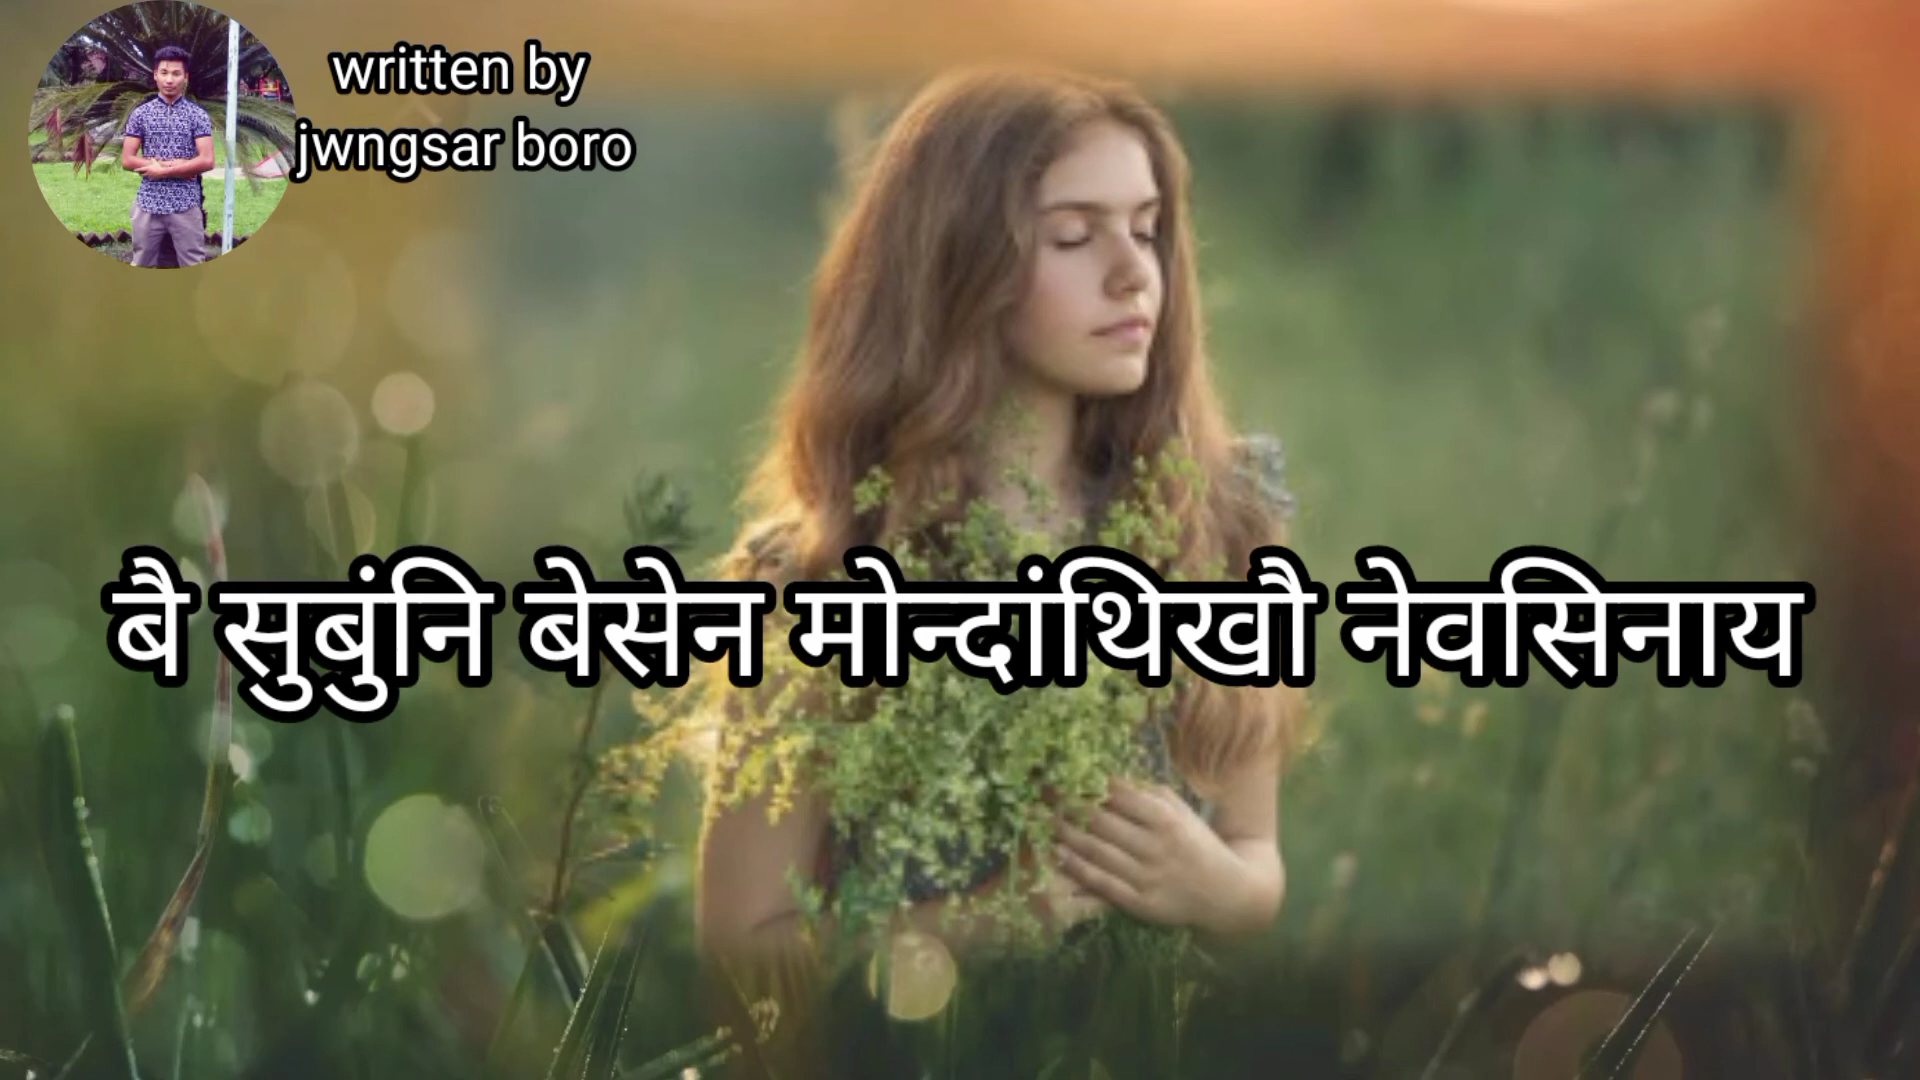 written by
jwngsar boro
बै सुबुंनि बेसेन मोन्दांथिखौ नेवसिनाय